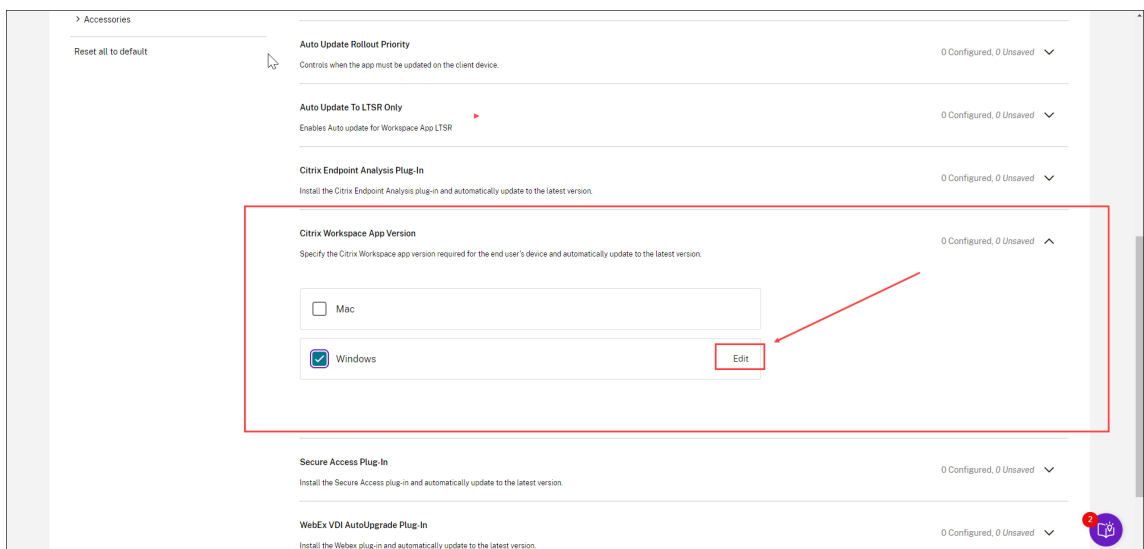 Accessories
Reset all to default
Auto Update Rollout Priority
Controls when the app must be updated on the client device.
0 Configured, 0 Unsaved
Auto Update To LTSR Only
Enables Auto update for Workspace App LTSR
0 Configured, 0 Unsaved
Citrix Endpoint Analysis Plug-In
Install the Citrix Endpoint Analysis plug-in and automatically update to the latest version.
0 Configured, 0 Unsaved
Citrix Workspace App Version
Specify the Citrix Workspace app version required for the end user's device and automatically update to the latest version.
0 Configured, 0 Unsaved
Mac
Windows
Edit
Secure Access Plug-In
Install the Secure Access plug-in and automatically update to the latest version.
0 Configured, 0 Unsaved
WebEx VDI AutoUpgrade Plug-In
Install the Webex plug-in and automatically update to the latest version.
0 Configured, 0 Unsaved
2